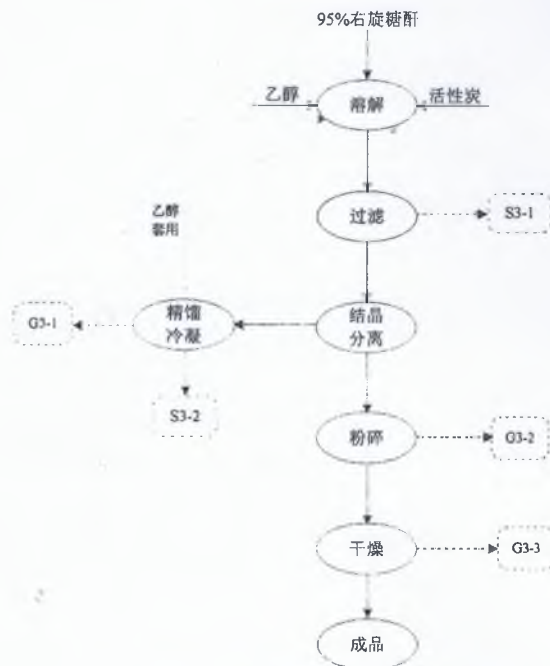 95%右旋糖酐
乙醇
溶解
活性炭
过滤
S3-1
乙醇
套用
G3-1
精馏
冷凝
结晶
分离
S3-2
粉碎
G3-2
干燥
G3-3
成品